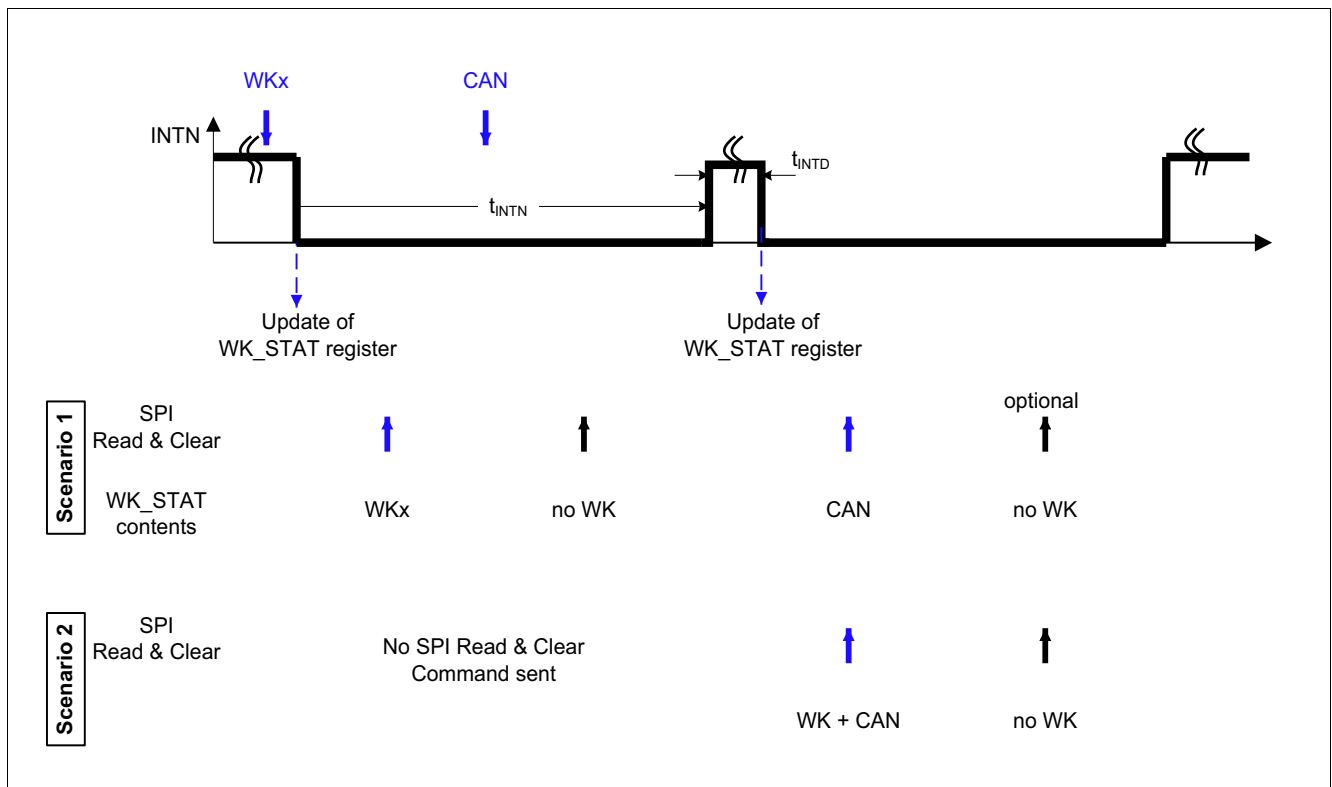 WKx
CAN
INTN
tINTD
tINTN
Update of
WK_STAT register
Update of
WK_STAT register
Scenario 1
SPI
Read & Clear
optional
WK_STAT
contents
WKx
no WK
CAN
no WK
Scenario 2
SPI
Read & Clear
No SPI Read & Clear
Command sent
WK + CAN
no WK